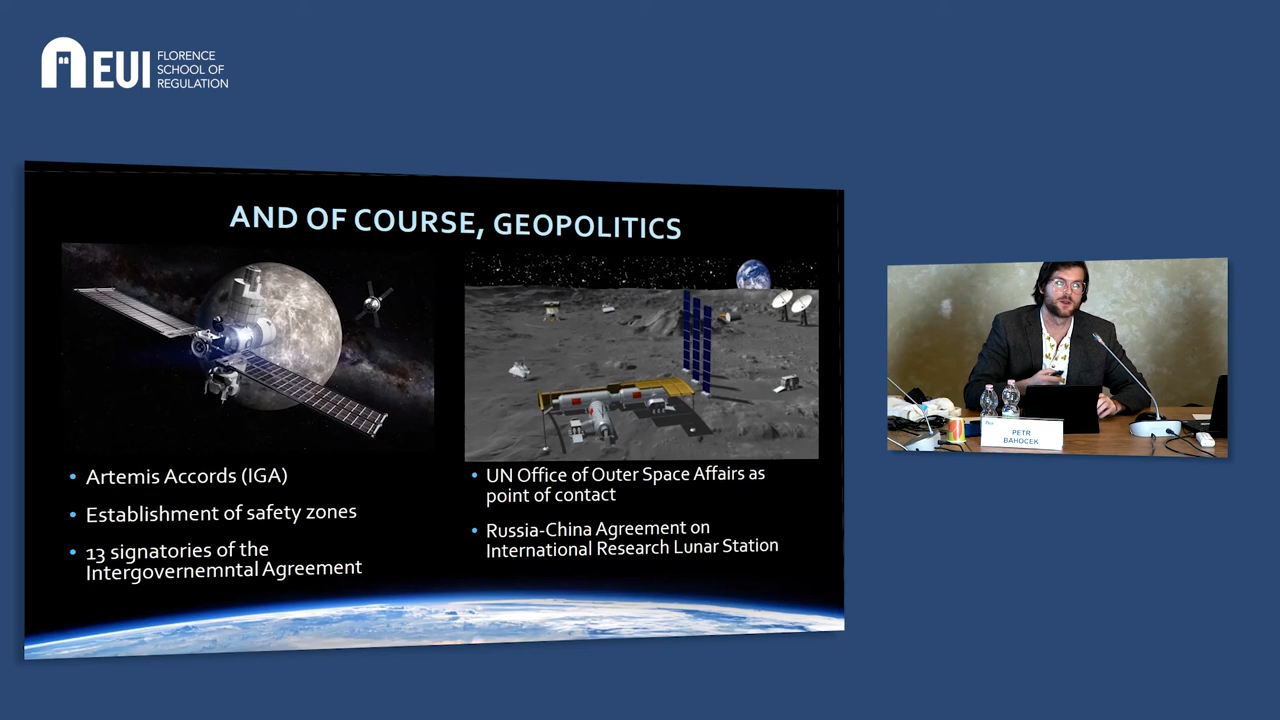 EUI
FLORENCE
SCHOOL OF
REGULATION
AND OF COURSE, GEOPOLITICS
• Artemis Accords (IGA)
• Establishment of safety zones
• 13 signatories of the
Intergovernemntal Agreement
• UN Office of Outer Space Affairs as
point of contact
• Russia-China Agreement on
International Research Lunar Station
PETR
BAHOCEK